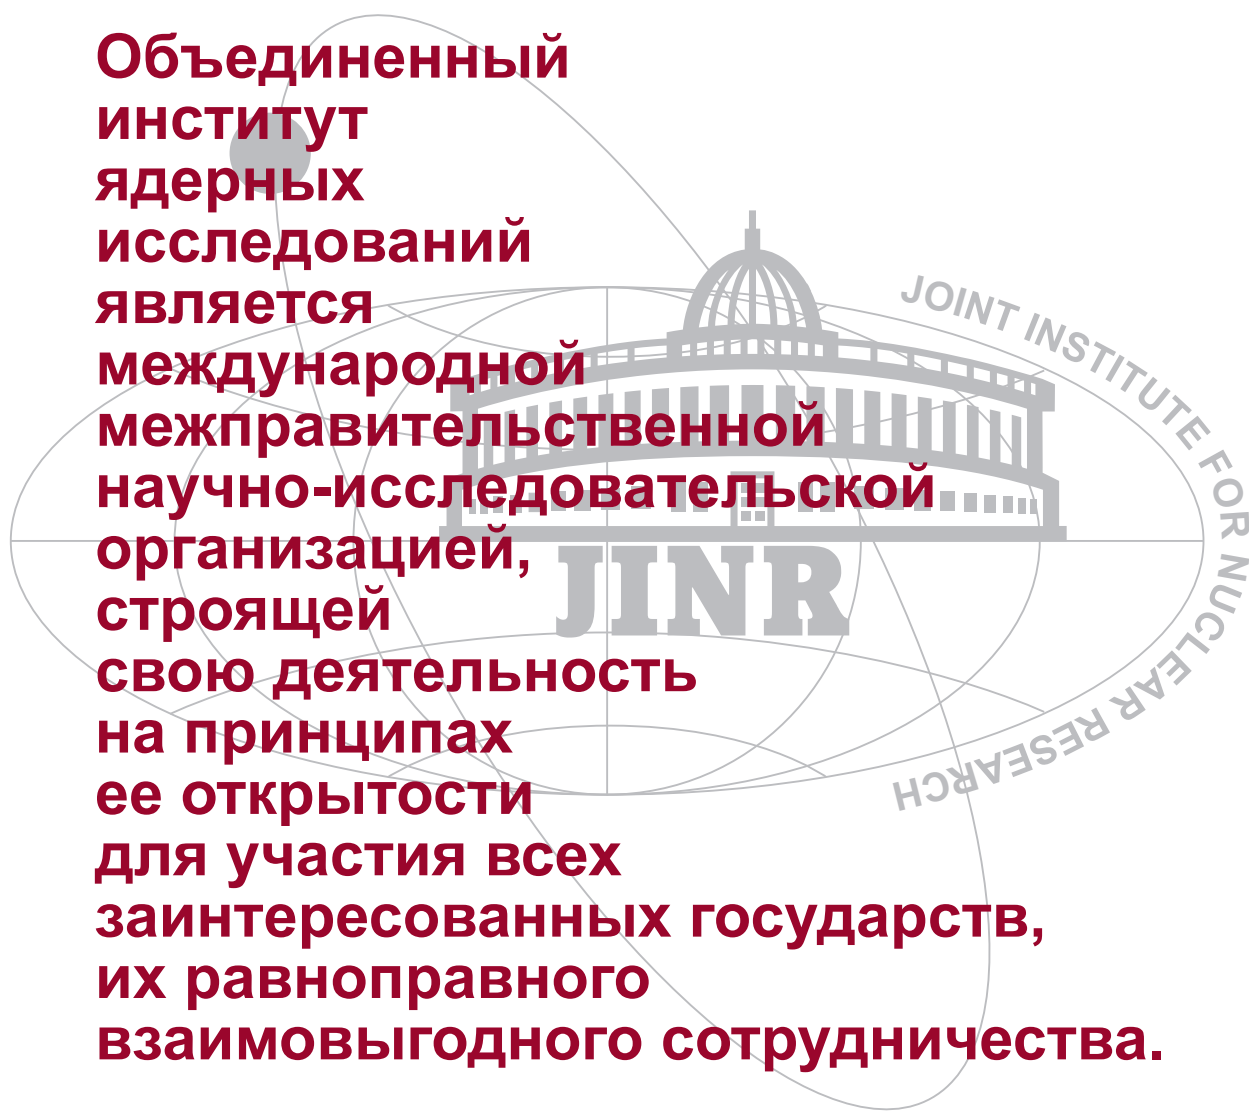 Объединенный
институт
ядерных
исследований
является
международной
межправительственной
научно-исследовательской
организацией,
строящей
свою деятельность
на принципах
ее открытости
для участия всех
заинтересованных государств,
их равноправного
взаимовыгодного сотрудничества.
JOINT INSTITUTE FOR NUCLEAR RESEARCH
JINR